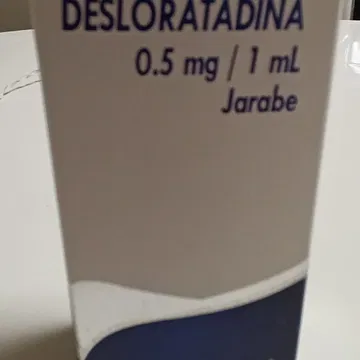 DESLORATADINA
0.5 mg / 1 mL
Jarabe